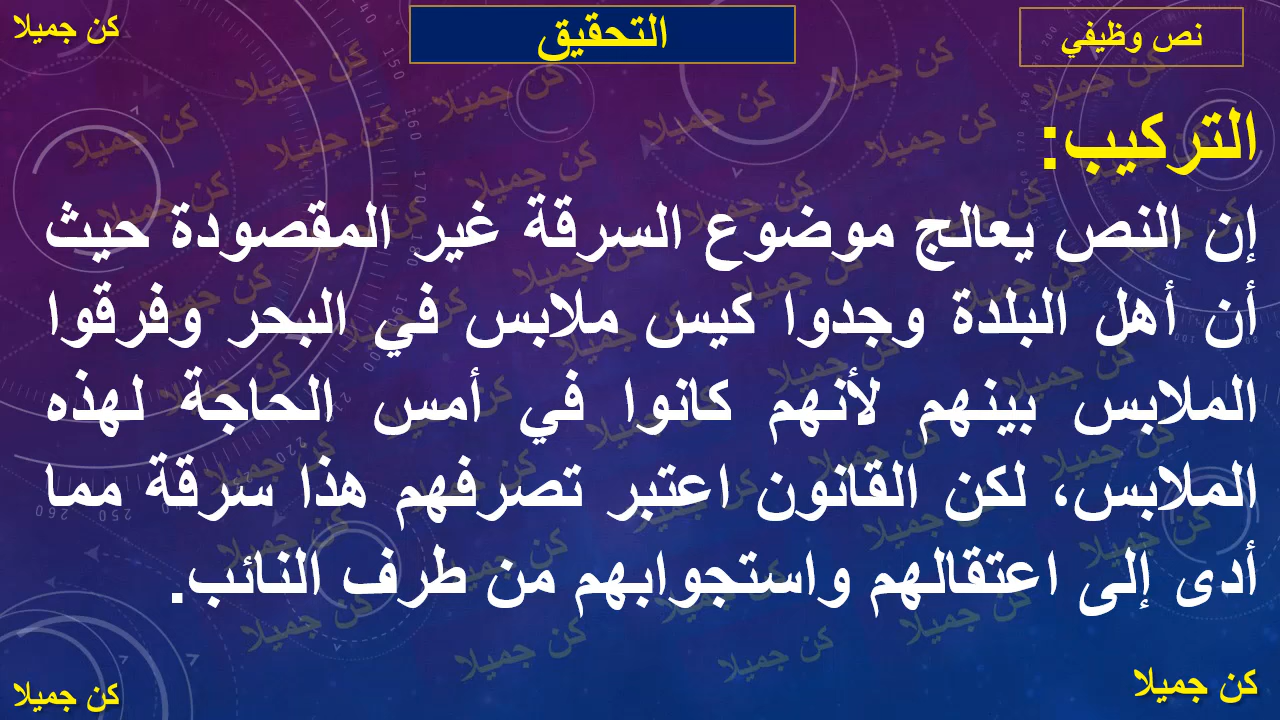 نص وظيفي
التحقيق
كن جميلا
التركيب:
إن النص يعالج موضوع السرقة غير المقصودة حيث
أن أهل البلدة وجدوا كيس ملابس في البحر وفرقوا
الملابس بينهم لأنهم كانوا في أمس الحاجة لهذه
الملابس، لكن القانون اعتبر تصرفهم هذا سرقة مما
أدى إلى اعتقالهم واستجوابهم من طرف النائب.
كن جميلا
كن جميلا